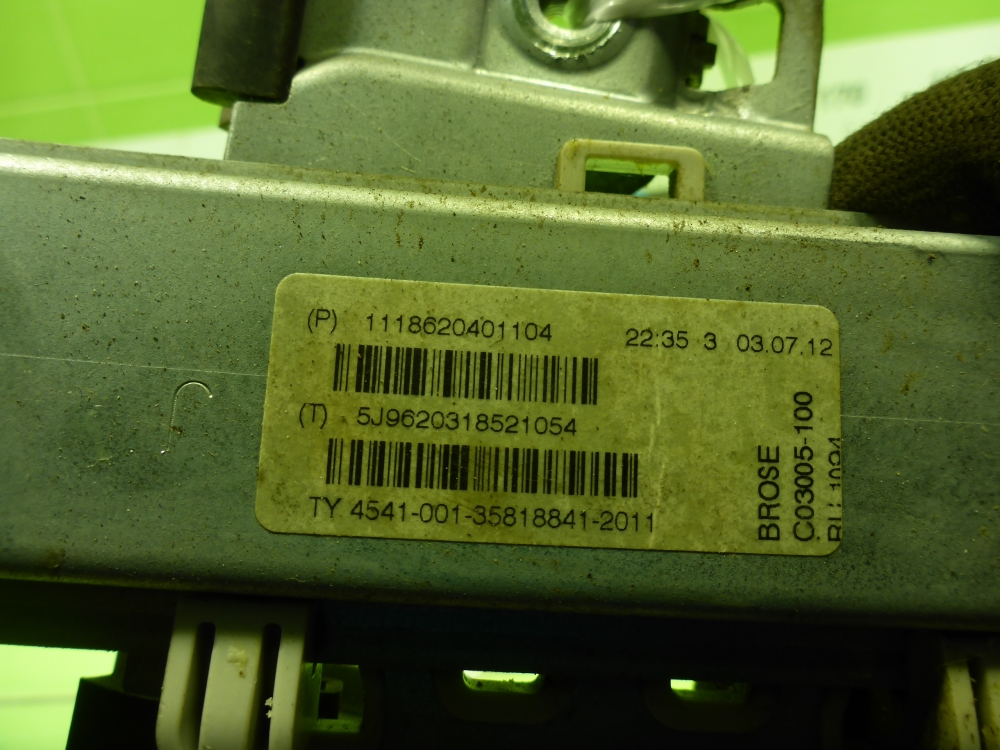 (P) 1118620401104
22:35 3 03.07.12
(T) 5J9620318521054
TY 4541-001-35818841-2011
BROSE
C03005-100